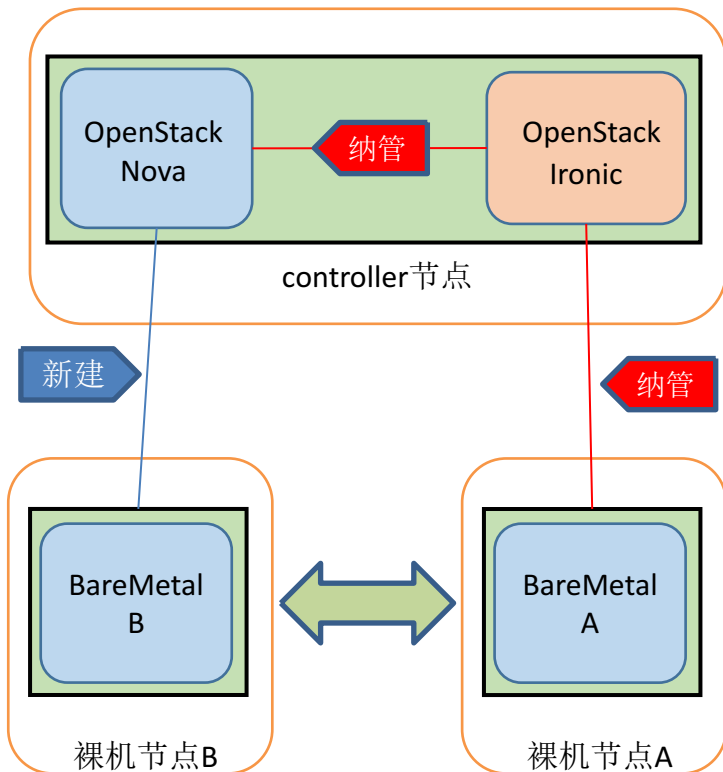 OpenStack
Nova
纳管
OpenStack
Ironic
controller节点
新建
纳管
BareMetal
B
BareMetal
A
裸机节点B
裸机节点A